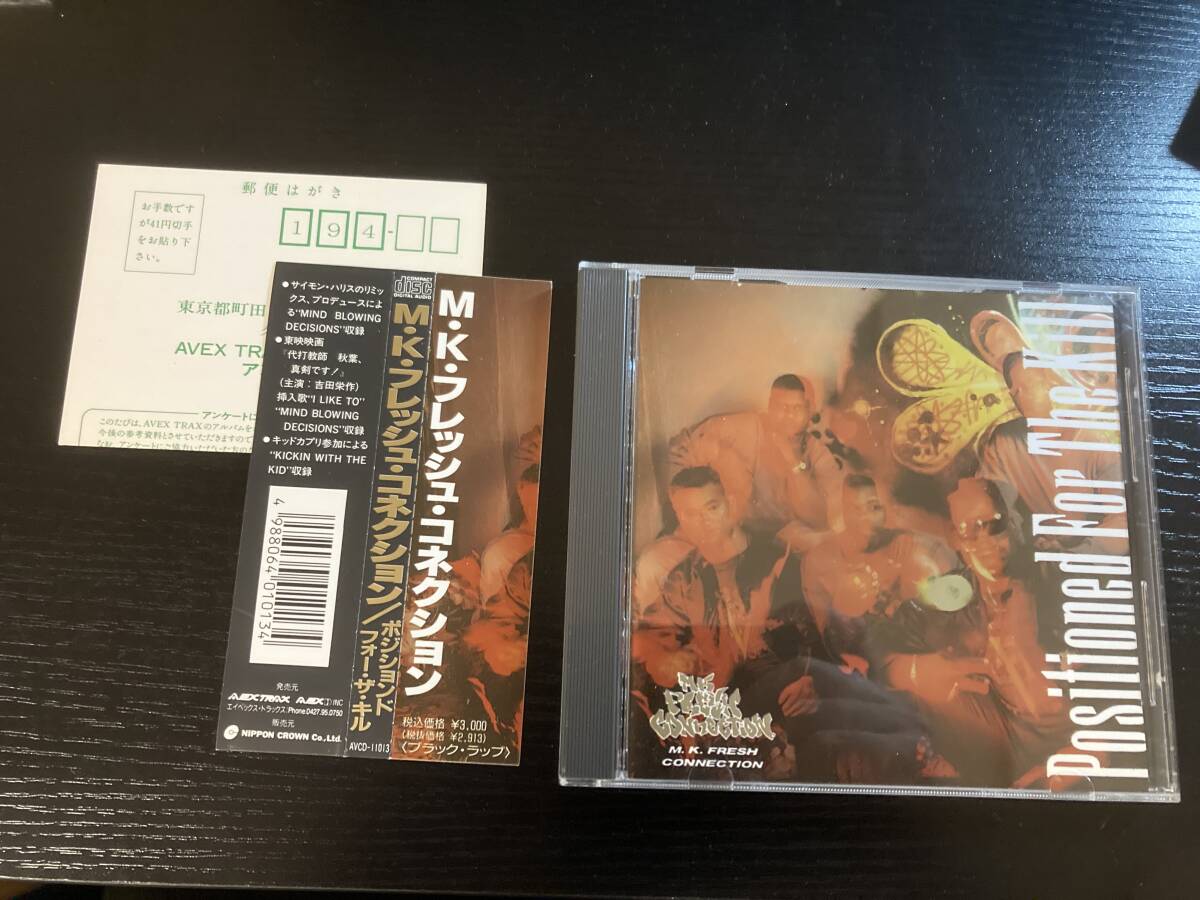 郵便はがき
お手数です
が41円切手
をお貼り下
さい。
194-
東京都町田
AVEX TR
ア
アンケートに
このたびは、AVEX TRAXのアルバムを
今後の参考資料とさせていただきますので
●サイモン・ハリスのリミッ
クス、プロデュースによ
る"MIND BLOWING
DECISIONS"収録
●東映映画
『代打教師 秋葉、
真剣です!』
(主演：吉田栄作)
挿入歌"I LIKE TO"
"MIND BLOWING
DECISIONS"収録
●キッドカプリ参加による
"KICKIN WITH THE
KID"収録
4 988064 010134
発売元
AVEX TRAX AVEX D.D. INC
エイベックス・トラックス Phone.0427.95.0750
販売元
NIPPON CROWN Co., Ltd.
COMPACT
disc
DIGITAL AUDIO
M・K・フレッシュ・コネクション/
ポジションド
フォー・ザ・キル
AVCD-11013
M・K・フレッシュ・コネクション
税込価格 ¥3,000
(税抜価格 ¥2,913)
〈ブラック・ラップ〉
Positioned For The Kill
THE
FRESH
CONNECTION
M. K. FRESH
CONNECTION